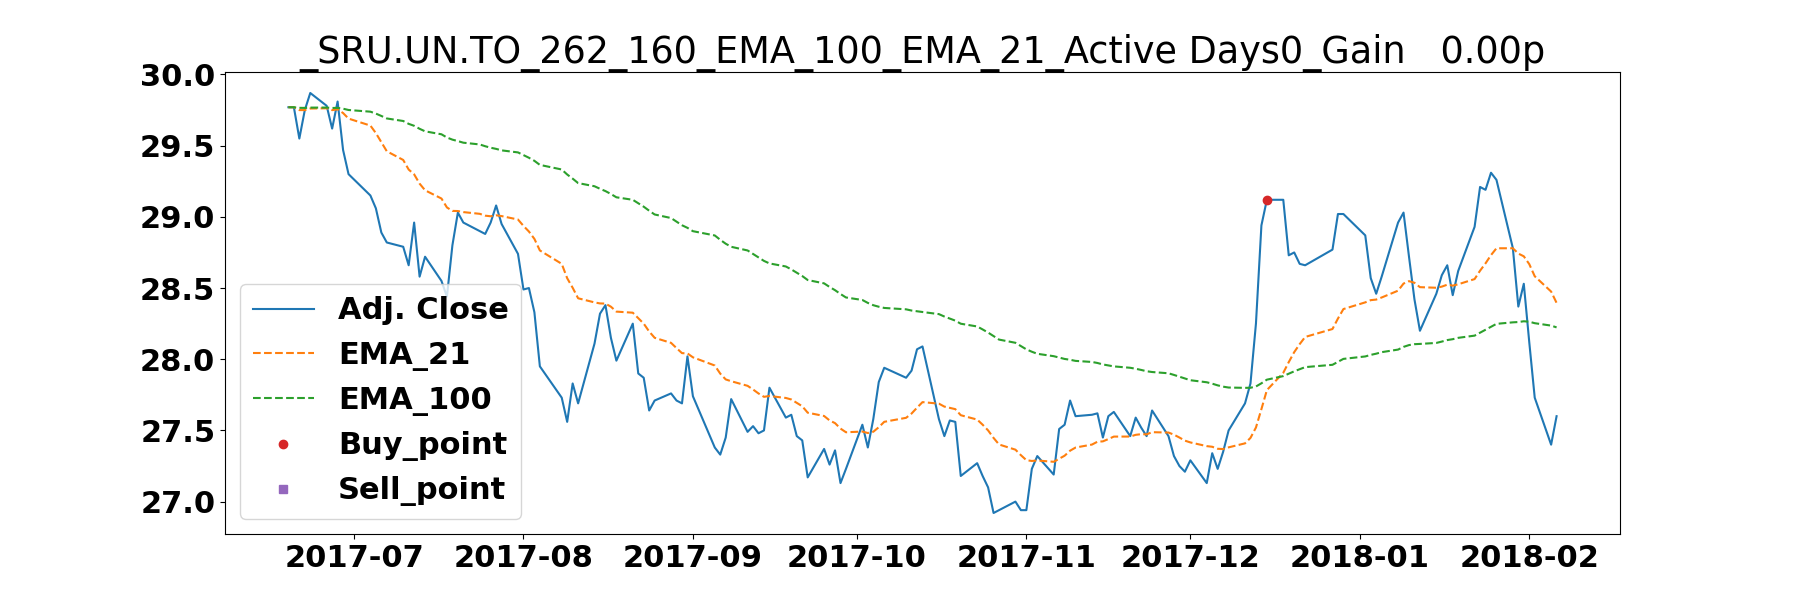 _SRU.UN.TO_262_160_EMA_100_EMA_21_Active Days0_Gain   0.00p
30.0
29.5
29.0
28.5
28.0
27.5
27.0
Adj. Close
EMA_21
EMA_100
Buy_point
Sell_point
2017-07 2017-08 2017-09 2017-10 2017-11 2017-12 2018-01 2018-02